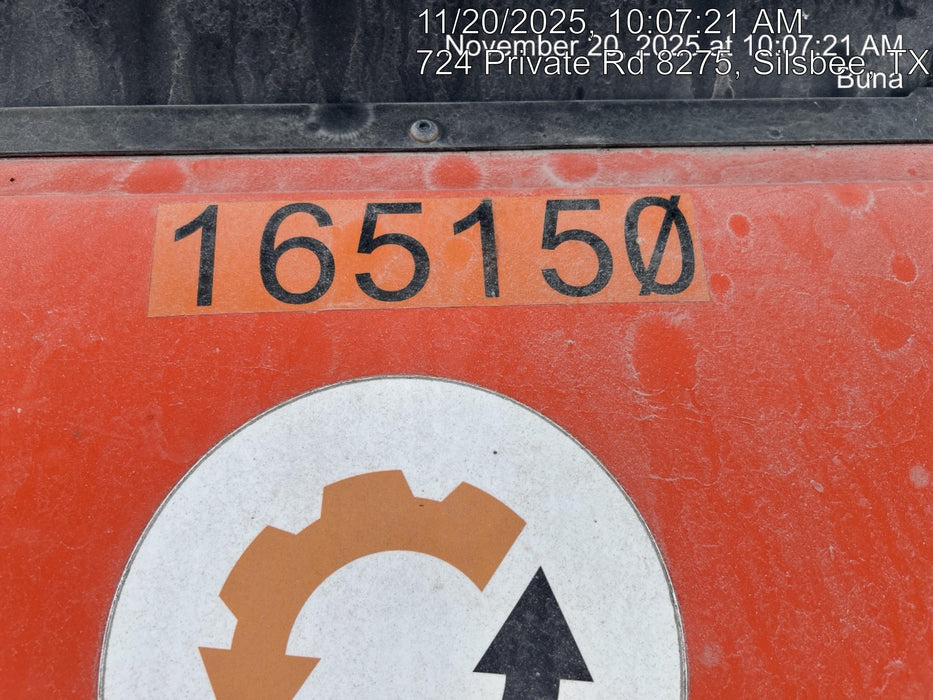 11/20/2025, 10:07:21 AM
November 20, 2025 at 10:07:21 AM
724 Private Rd 8275, Silsbee, TX
Buna
165150